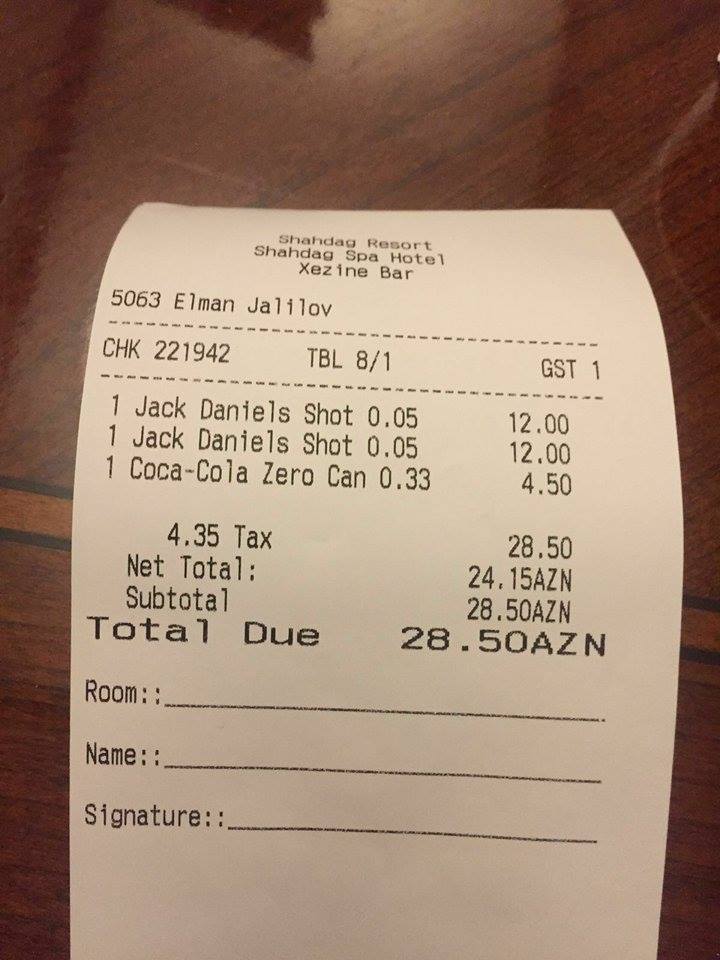 Shahdag Resort
Shahdag Spa Hotel
Xezine Bar
5063 Elman Jalilov
CHK 221942 TBL 8/1 GST 1
1 Jack Daniels Shot 0.05 12.00
1 Jack Daniels Shot 0.05 12.00
1 Coca-Cola Zero Can 0.33 4.50
4.35 Tax 28.50
Net Total: 24.15AZN
Subtotal 28.50AZN
Total Due 28.50AZN
Room::
Name::
Signature::